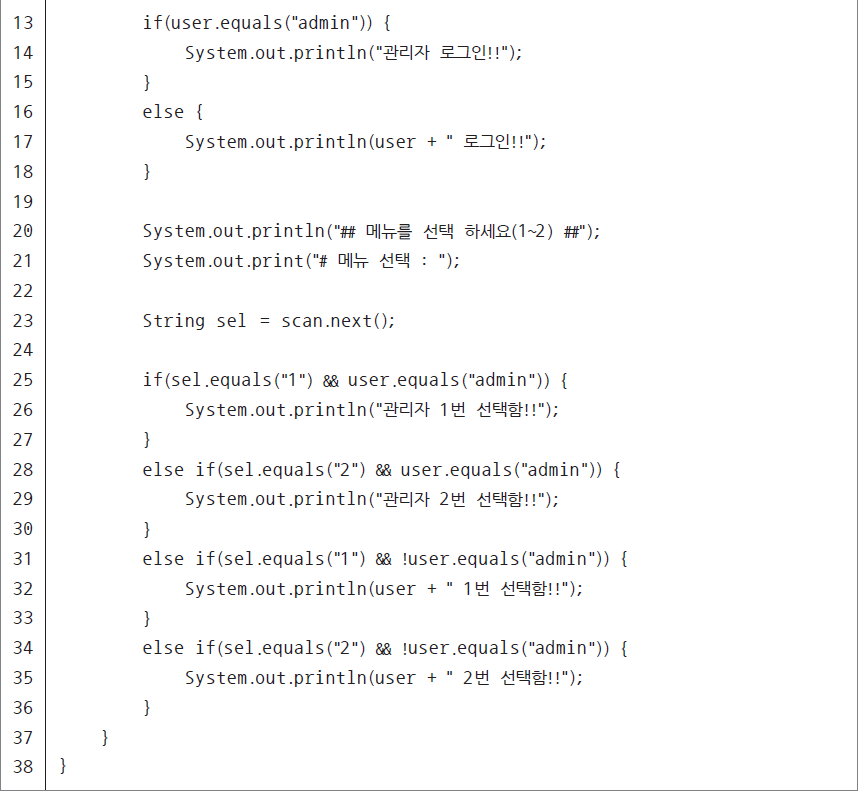 13 if(user.equals("admin")) {
14 System.out.println("관리자 로그인!!");
15 }
16 else {
17 System.out.println(user + " 로그인!!");
18 }
19
20 System.out.println("## 메뉴를 선택 하세요(1~2) ##");
21 System.out.print("# 메뉴 선택 : ");
22
23 String sel = scan.next();
24
25 if(sel.equals("1") && user.equals("admin")) {
26 System.out.println("관리자 1번 선택함!!");
27 }
28 else if(sel.equals("2") && user.equals("admin")) {
29 System.out.println("관리자 2번 선택함!!");
30 }
31 else if(sel.equals("1") && !user.equals("admin")) {
32 System.out.println(user + " 1번 선택함!!");
33 }
34 else if(sel.equals("2") && !user.equals("admin")) {
35 System.out.println(user + " 2번 선택함!!");
36 }
37 }
38 }